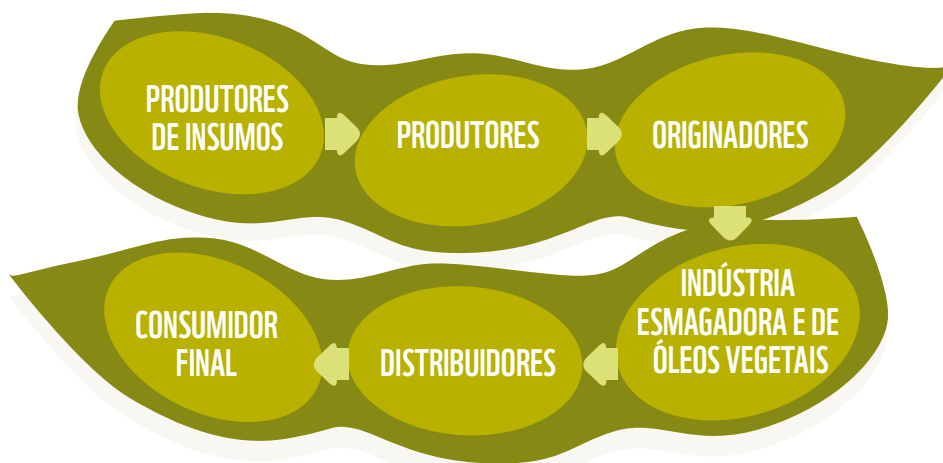 PRODUTORES
DE INSUMOS
PRODUTORES
ORIGINADORES
INDÚSTRIA
ESMAGADORA E DE
ÓLEOS VEGETAIS
DISTRIBUIDORES
CONSUMIDOR
FINAL